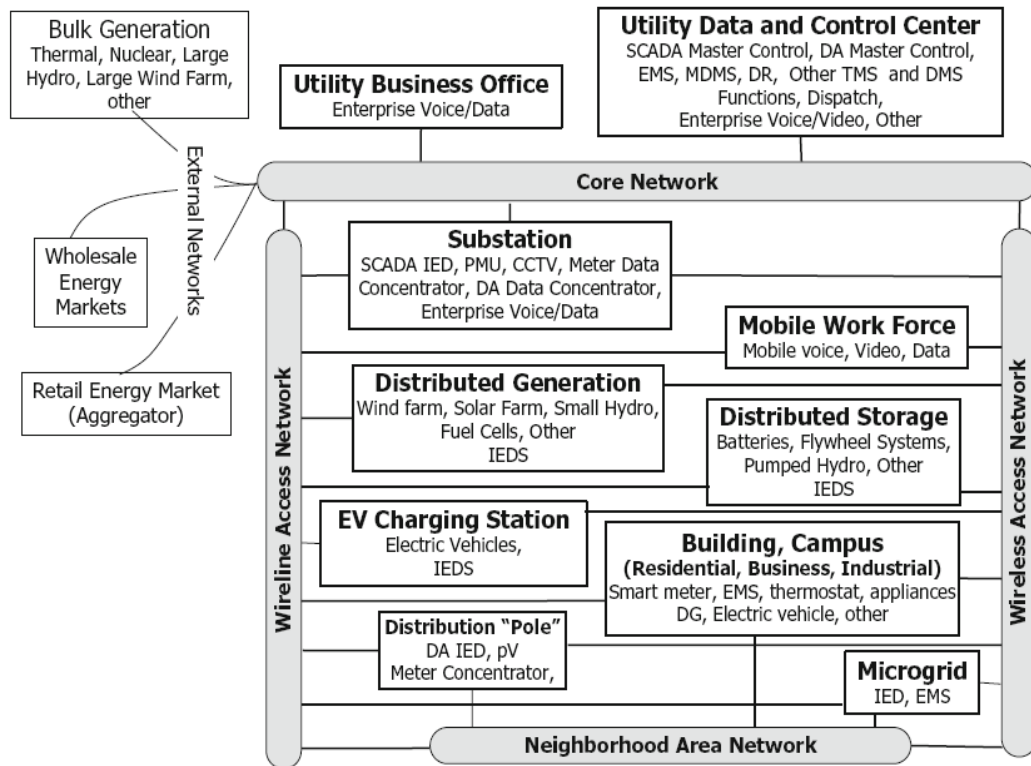 Bulk Generation
Thermal, Nuclear, Large
Hydro, Large Wind Farm,
other
Utility Business Office
Enterprise Voice/Data
Utility Data and Control Center
SCADA Master Control, DA Master Control,
EMS, MDMS, DR, Other TMS and DMS
Functions, Dispatch,
Enterprise Voice/Video, Other
External Networks
Core Network
Wholesale
Energy
Markets
Retail Energy Market
(Aggregator)
Wireline Access Network
Wireless Access Network
Substation
SCADA IED, PMU, CCTV, Meter Data
Concentrator, DA Data Concentrator,
Enterprise Voice/Data
Mobile Work Force
Mobile voice, Video, Data
Distributed Generation
Wind farm, Solar Farm, Small Hydro,
Fuel Cells, Other
IEDS
Distributed Storage
Batteries, Flywheel Systems,
Pumped Hydro, Other
IEDS
EV Charging Station
Electric Vehicles,
IEDS
Building, Campus
(Residential, Business, Industrial)
Smart meter, EMS, thermostat, appliances
DG, Electric vehicle, other
Distribution “Pole”
DA IED, pV
Meter Concentrator,
Microgrid
IED, EMS
Neighborhood Area Network